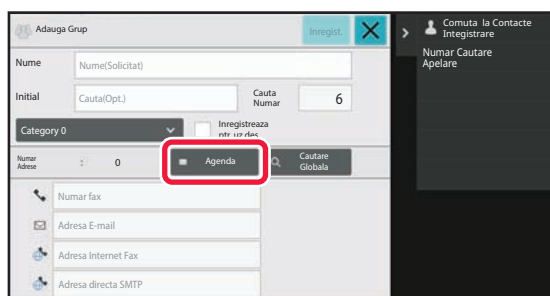 Adauga Grup
Inregist.
Nume
Nume(Solicitat)
Initial
Cauta(Opt.)
Cauta
Numar
6
Category 0
Inregistreaza
ptr. uz des
Numar
Adrese
:
0
Agenda
Cautare
Globala
Numar fax
Adresa E-mail
Adresa Internet Fax
Adresa directa SMTP
Comuta la Contacte
Integistrare
Numar Cautare
Apelare